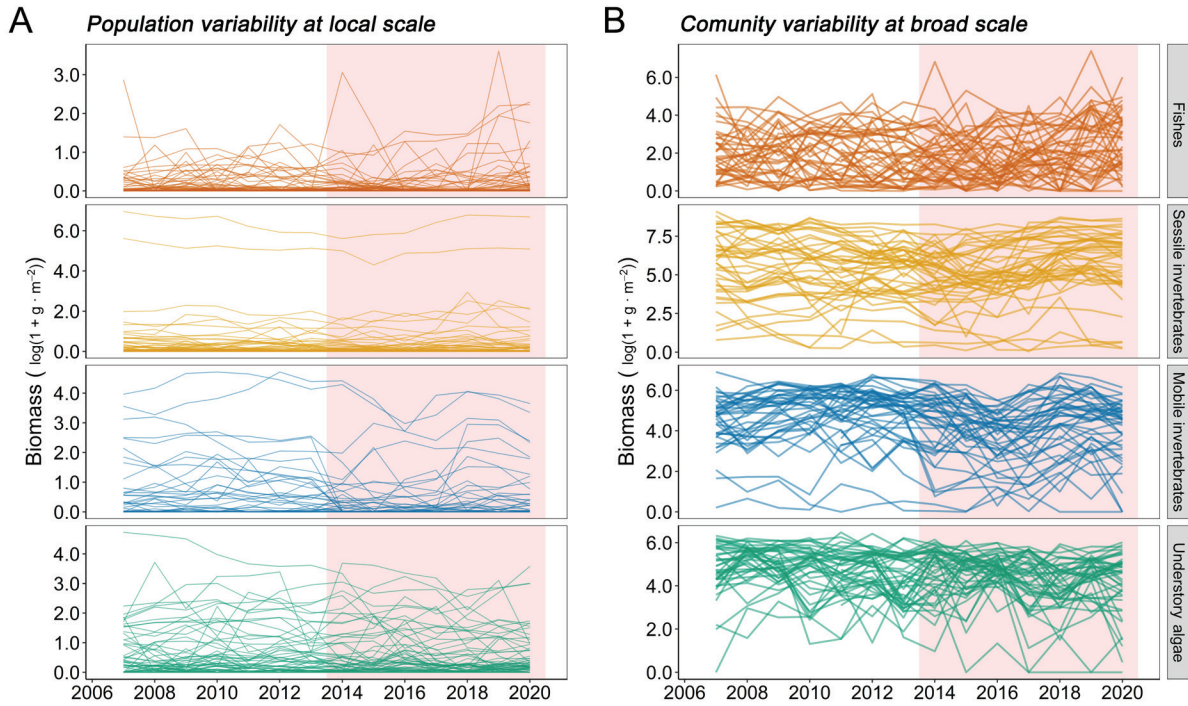 A
Population variability at local scale
B
Comunity variability at broad scale
Biomass ( log(1 + g · m⁻²))
3.0
2.0
1.0
0.0
6.0
4.0
2.0
0.0
4.0
3.0
2.0
1.0
0.0
4.0
3.0
2.0
1.0
0.0
2006 2008 2010 2012 2014 2016 2018 2020
Biomass ( log(1 + g · m⁻²))
6.0
4.0
2.0
0.0
7.5
5.0
2.5
0.0
6.0
4.0
2.0
0.0
6.0
4.0
2.0
0.0
2006 2008 2010 2012 2014 2016 2018 2020
Fishes
Sessile invertebrates
Mobile invertebrates
Understory algae